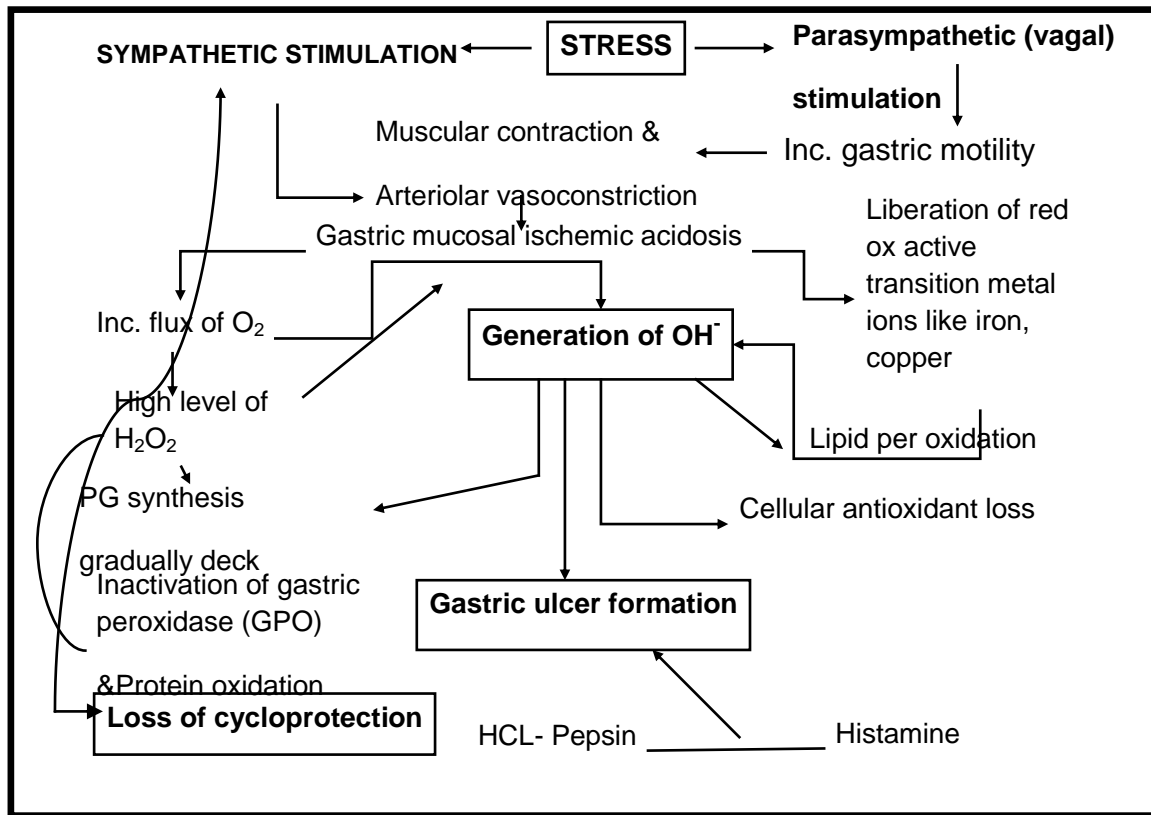 SYMPATHETIC STIMULATION
STRESS
Parasympathetic (vagal)
stimulation
Muscular contraction &
Inc. gastric motility
Arteriolar vasoconstriction
Gastric mucosal ischemic acidosis
Liberation of red
ox active
transition metal
ions like iron,
copper
Inc. flux of O₂
Generation of OH⁻
High level of
H₂O₂
Lipid per oxidation
PG synthesis
gradually deck
Cellular antioxidant loss
Inactivation of gastric
peroxidase (GPO)
&Protein oxidation
Gastric ulcer formation
Loss of cycloprotection
HCL- Pepsin
Histamine